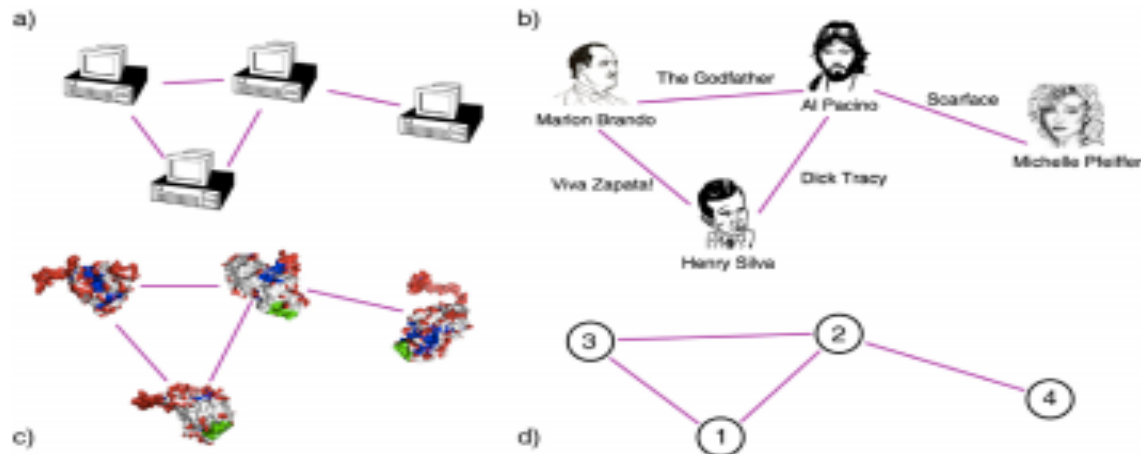 a)
b)
The Godfather
Marlon Brando
Al Pacino
Scarface
Michelle Pfeiffer
Viva Zapata!
Dick Tracy
Henry Silva
3
2
4
1
c)
d)